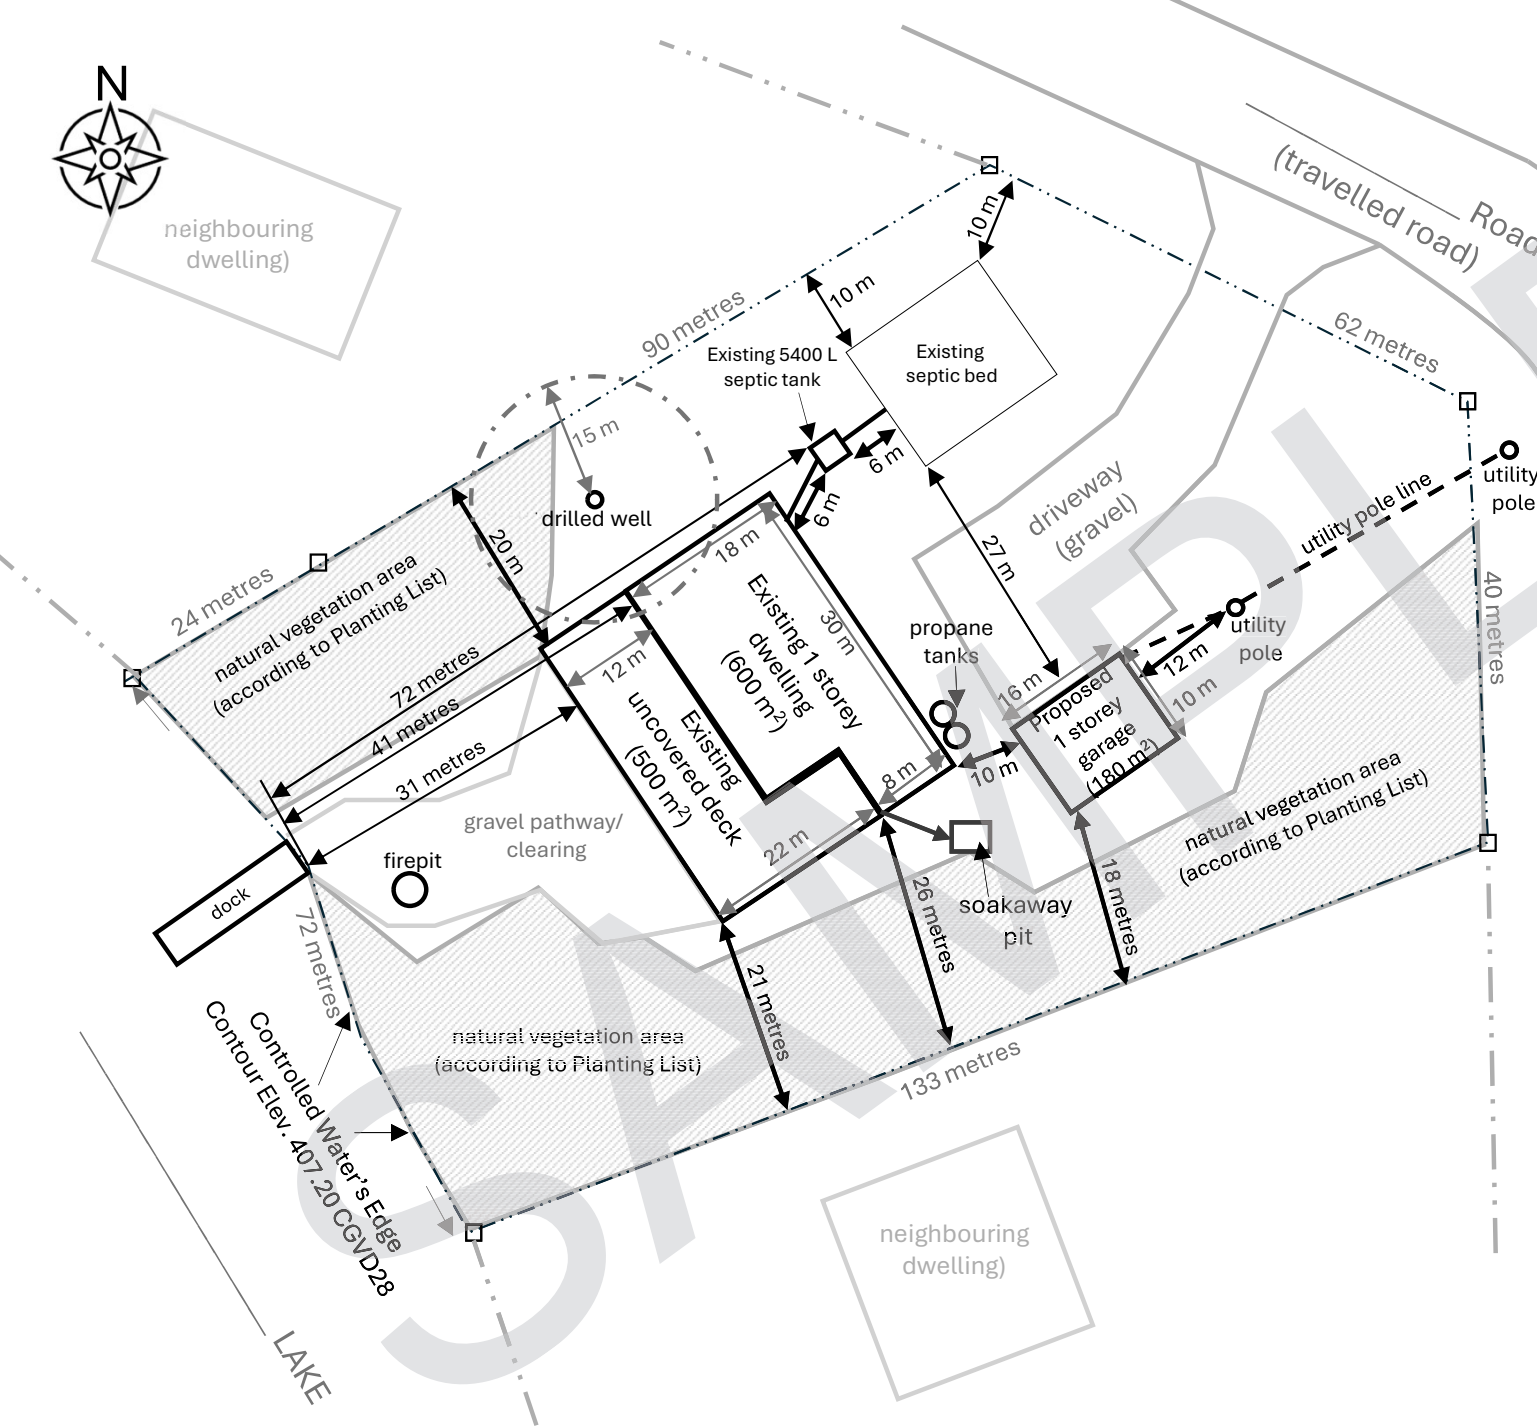 N
neighbouring
dwelling)
(travelled road)
Road
10 m
10 m
90 metres
62 metres
Existing 5400 L
septic tank
Existing
septic bed
15 m
6 m
6 m
drilled well
driveway
(gravel)
utility pole line
utility
pole
20 m
18 m
27 m
24 metres
natural vegetation area
(according to Planting List)
40 metres
Existing 1 storey
dwelling
(600 m²)
30 m
propane
tanks
utility
pole
12 m
12 m
72 metres
41 metres
31 metres
16 m
10 m
Proposed
1 storey
garage
(180 m²)
Existing
uncovered deck
(500 m²)
8 m
10 m
22 m
gravel pathway/
clearing
firepit
dock
natural vegetation area
(according to Planting List)
soakaway
pit
26 metres
18 metres
21 metres
72 metres
natural vegetation area
(according to Planting List)
133 metres
Controlled Water's Edge
Contour Elev. 407.20 CGVD28
neighbouring
dwelling)
LAKE
SAMPLE